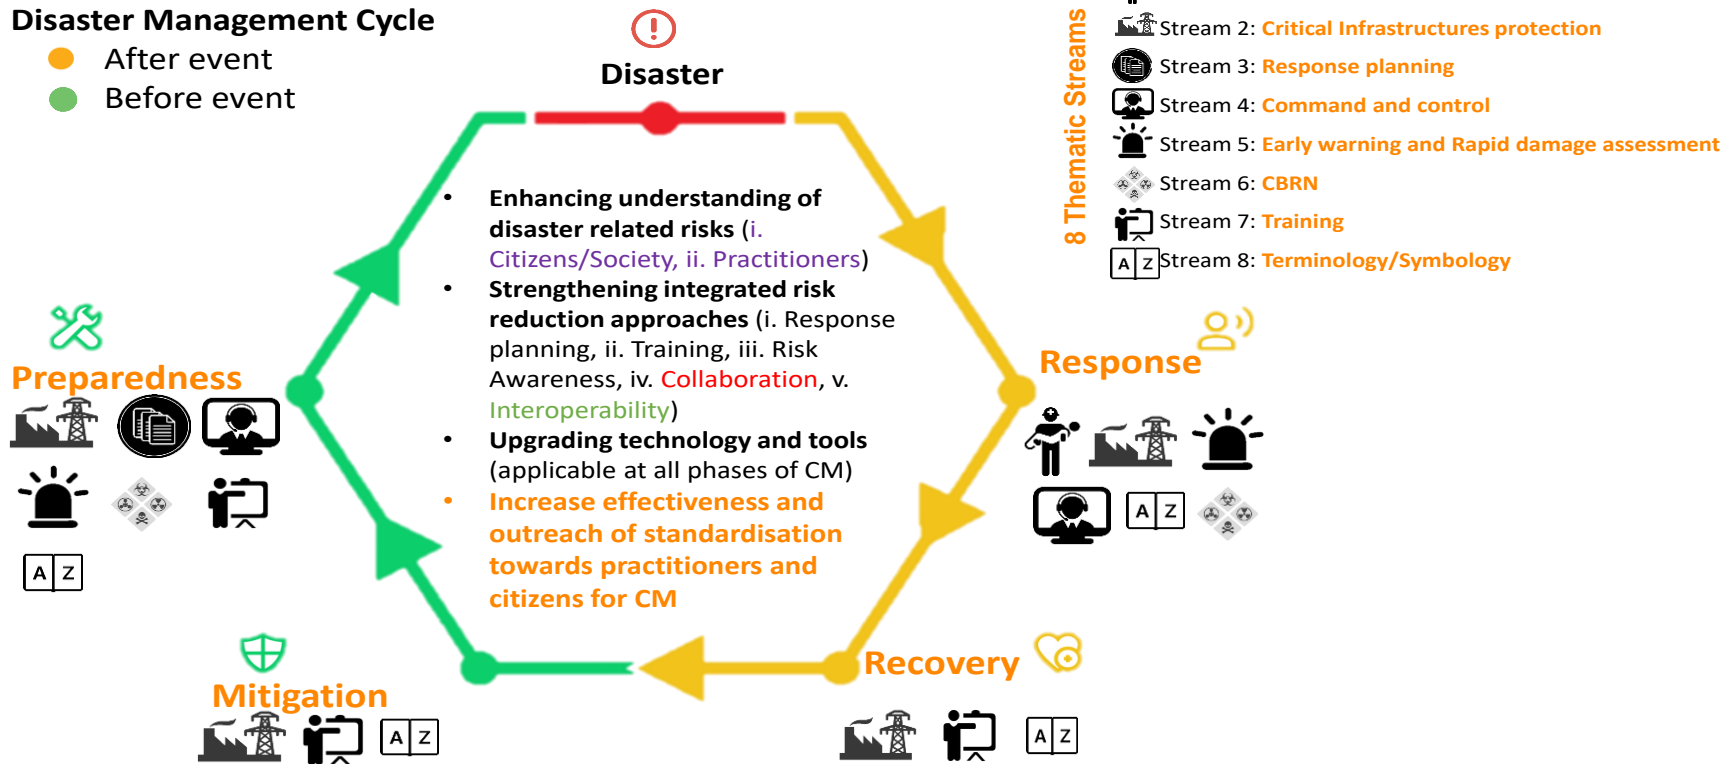 Disaster Management Cycle
After event
Before event
Disaster
8 Thematic Streams
Stream 2: Critical Infrastructures protection
Stream 3: Response planning
Stream 4: Command and control
Stream 5: Early warning and Rapid damage assessment
Stream 6: CBRN
Stream 7: Training
A Z
Stream 8: Terminology/Symbology
• Enhancing understanding of
disaster related risks (i.
Citizens/Society, ii. Practitioners)
• Strengthening integrated risk
reduction approaches (i. Response
planning, ii. Training, iii. Risk
Awareness, iv. Collaboration, v.
Interoperability)
• Upgrading technology and tools
(applicable at all phases of CM)
• Increase effectiveness and
outreach of standardisation
towards practitioners and
citizens for CM
Preparedness
A Z
Response
A Z
Mitigation
A Z
Recovery
A Z